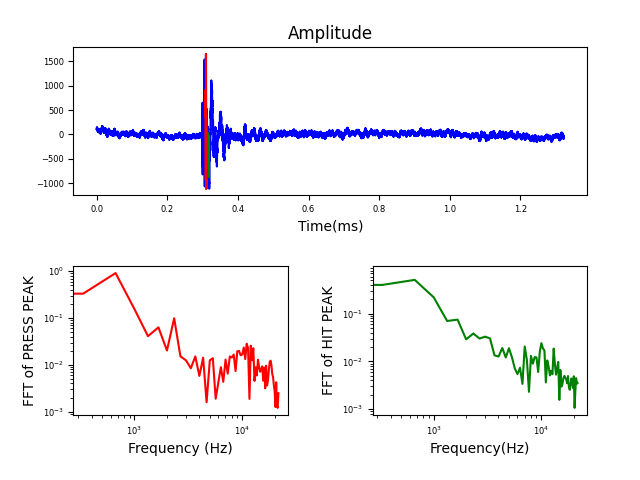 Amplitude
1500
1000
500
0
−500
−1000
0.0 0.2 0.4 0.6 0.8 1.0 1.2
Time(ms)
FFT of PRESS PEAK
10⁰
10⁻¹
10⁻²
10⁻³
10³ 10⁴
Frequency (Hz)
FFT of HIT PEAK
10⁻¹
10⁻²
10⁻³
10³ 10⁴
Frequency(Hz)